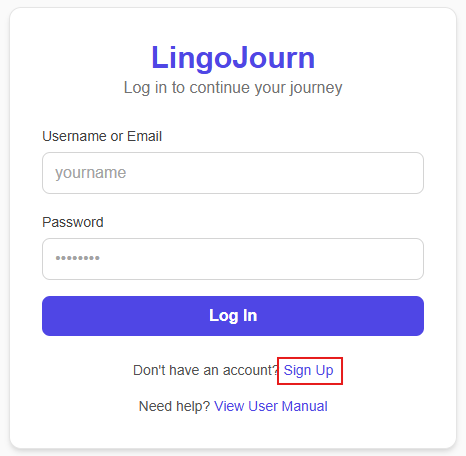 LingoJourn
Log in to continue your journey
Username or Email
yourname
Password
••••••••
Log In
Don't have an account? Sign Up
Need help? View User Manual